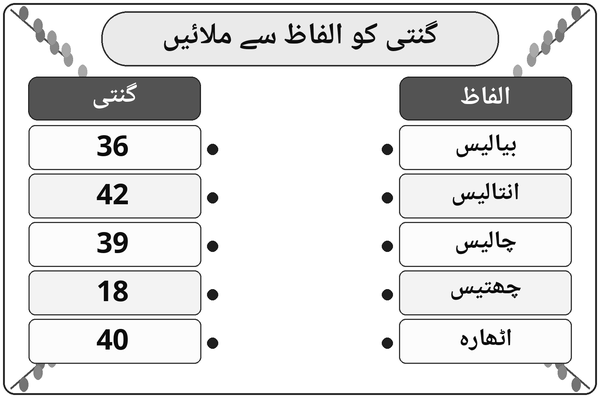 گنتی کو الفاظ سے ملائیں
الفاظ گنتی
بیالیس 36
انتالیس 42
چالیس 39
چھتیس 18
اٹھارہ 40